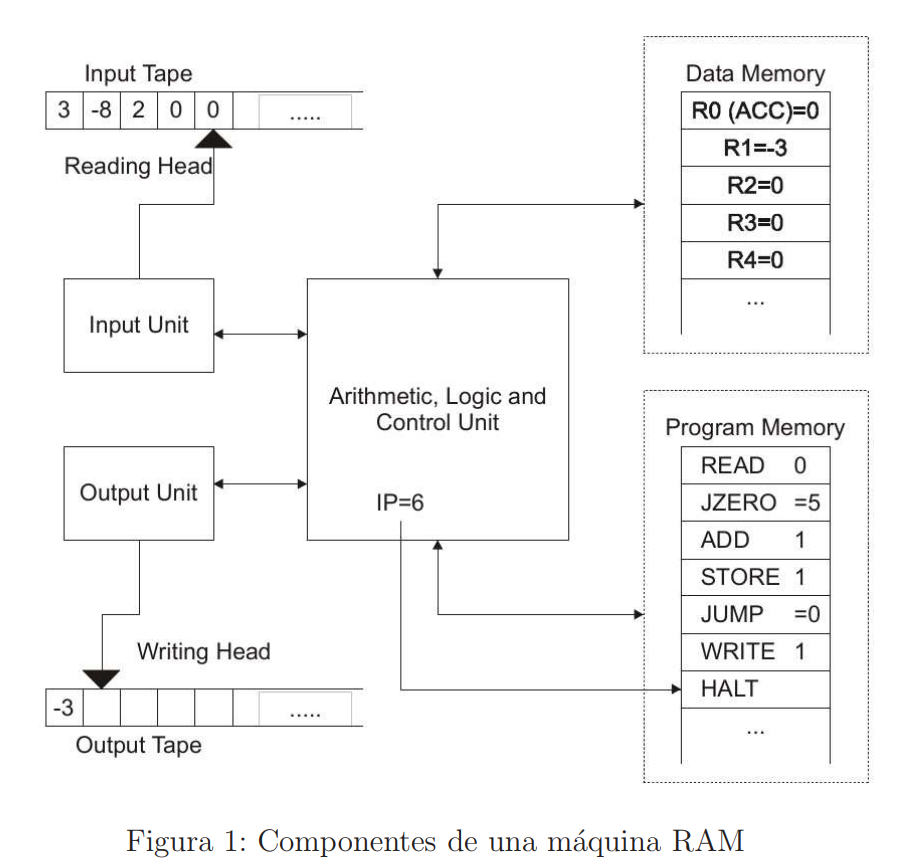 Input Tape
3 -8 2 0 0 .....
Reading Head
Input Unit
Output Unit
Writing Head
-3 .....
Output Tape
Arithmetic, Logic and
Control Unit
IP=6
Data Memory
R0 (ACC)=0
R1=-3
R2=0
R3=0
R4=0
...
Program Memory
READ 0
JZERO =5
ADD 1
STORE 1
JUMP =0
WRITE 1
HALT
...
Figura 1: Componentes de una máquina RAM